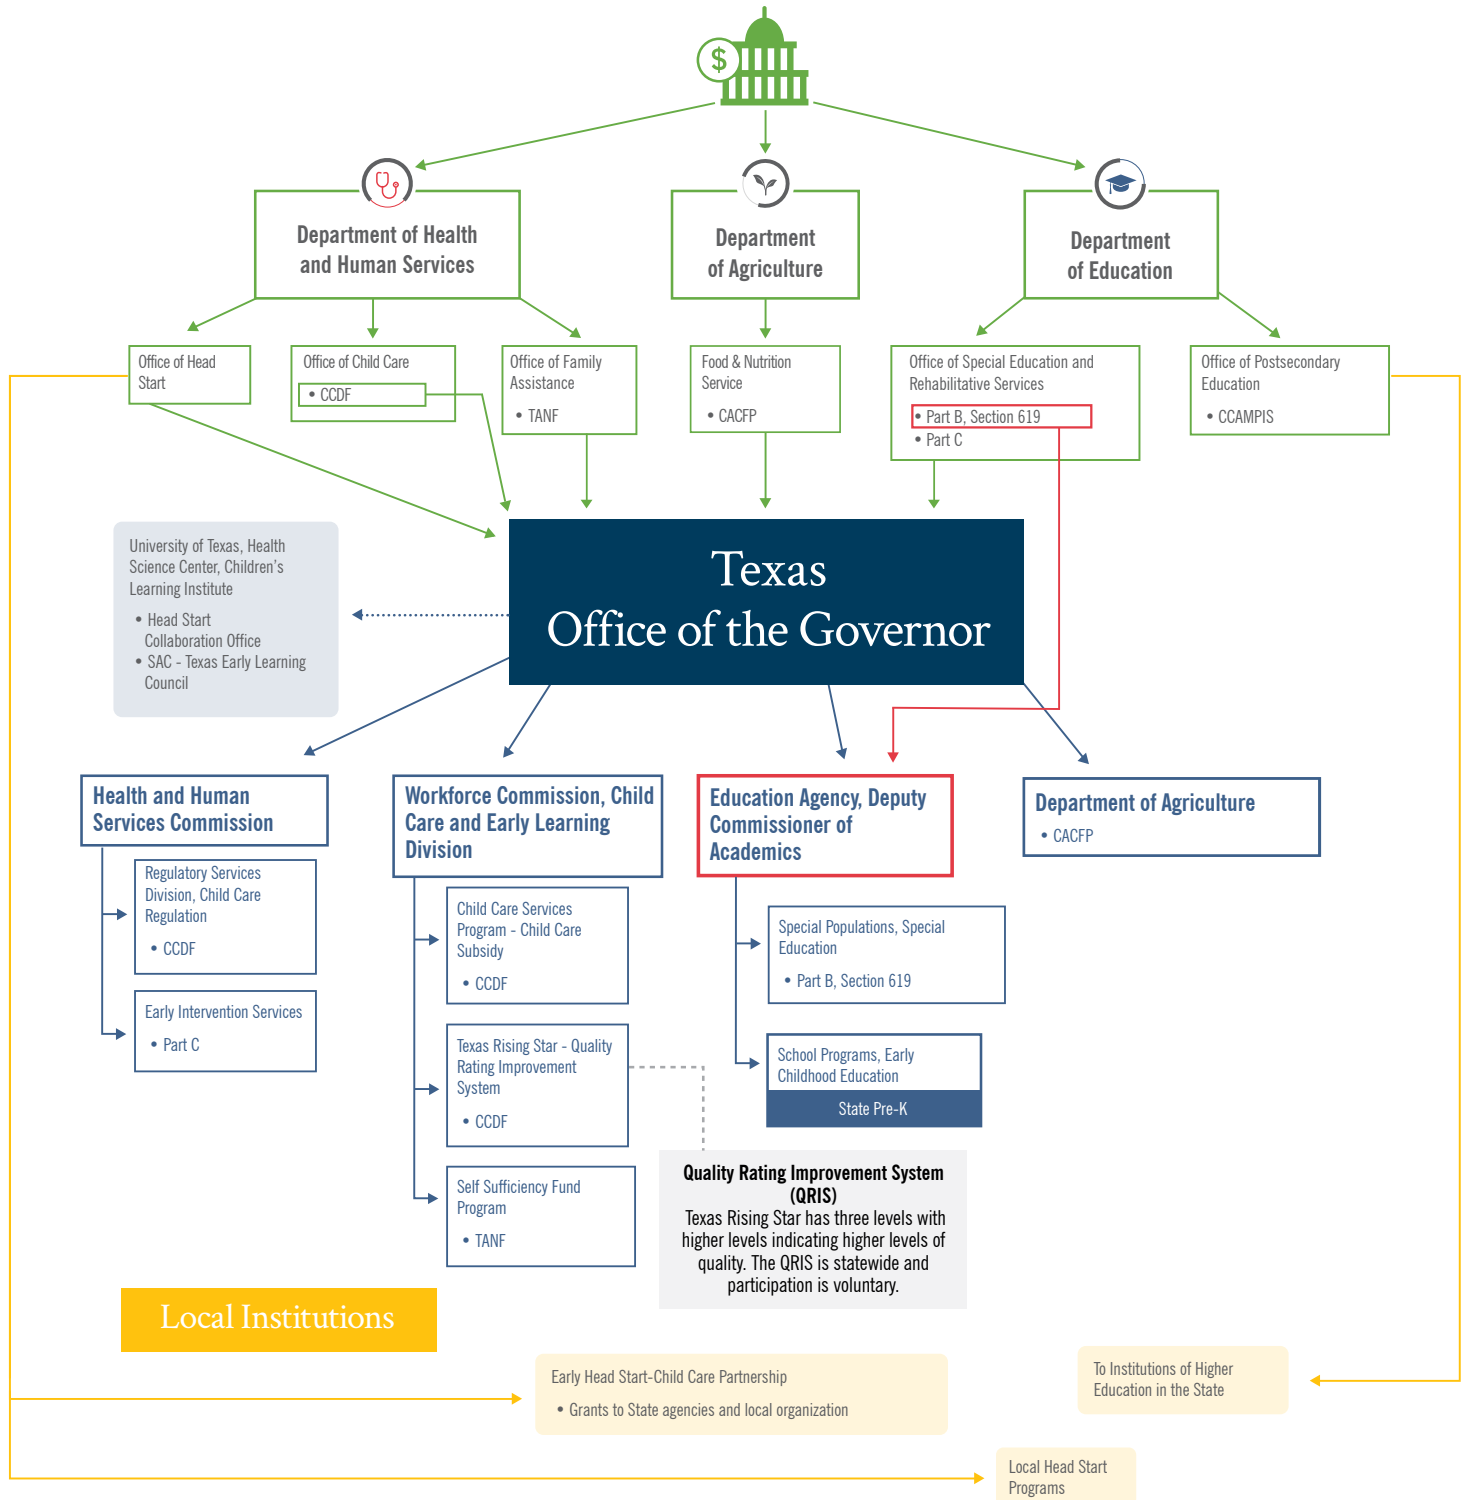 $
Department of Health
and Human Services
Department
of Agriculture
Department
of Education
Office of Head
Start
Office of Child Care
• CCDF
Office of Family
Assistance
• TANF
Food & Nutrition
Service
• CACFP
Office of Special Education and
Rehabilitative Services
• Part B, Section 619
• Part C
Office of Postsecondary
Education
• CCAMPIS
University of Texas, Health
Science Center, Children's
Learning Institute
• Head Start
Collaboration Office
• SAC - Texas Early Learning
Council
Texas
Office of the Governor
Health and Human
Services Commission
Regulatory Services
Division, Child Care
Regulation
• CCDF
Early Intervention Services
• Part C
Workforce Commission, Child
Care and Early Learning
Division
Child Care Services
Program - Child Care
Subsidy
• CCDF
Texas Rising Star - Quality
Rating Improvement
System
• CCDF
Self Sufficiency Fund
Program
• TANF
Education Agency, Deputy
Commissioner of
Academics
Special Populations, Special
Education
• Part B, Section 619
School Programs, Early
Childhood Education
State Pre-K
Department of Agriculture
• CACFP
Quality Rating Improvement System
(QRIS)
Texas Rising Star has three levels with
higher levels indicating higher levels of
quality. The QRIS is statewide and
participation is voluntary.
Local Institutions
Early Head Start-Child Care Partnership
• Grants to State agencies and local organization
To Institutions of Higher
Education in the State
Local Head Start
Programs